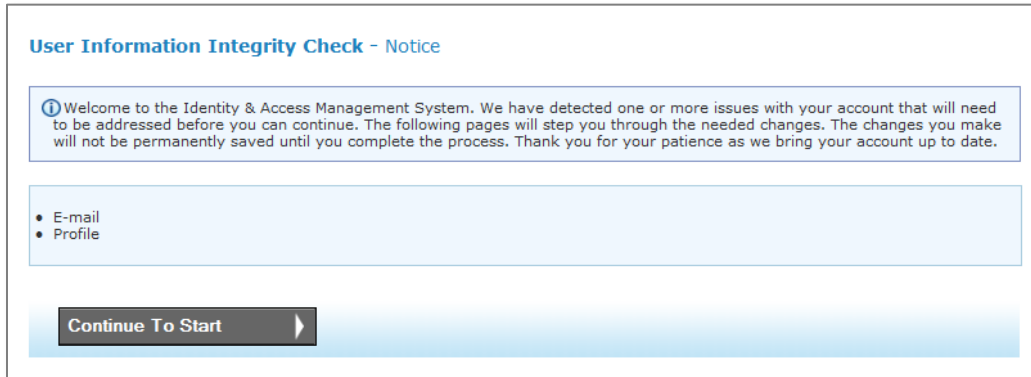 User Information Integrity Check - Notice
Welcome to the Identity & Access Management System. We have detected one or more issues with your account that will need
to be addressed before you can continue. The following pages will step you through the needed changes. The changes you make
will not be permanently saved until you complete the process. Thank you for your patience as we bring your account up to date.
• E-mail
• Profile
Continue To Start